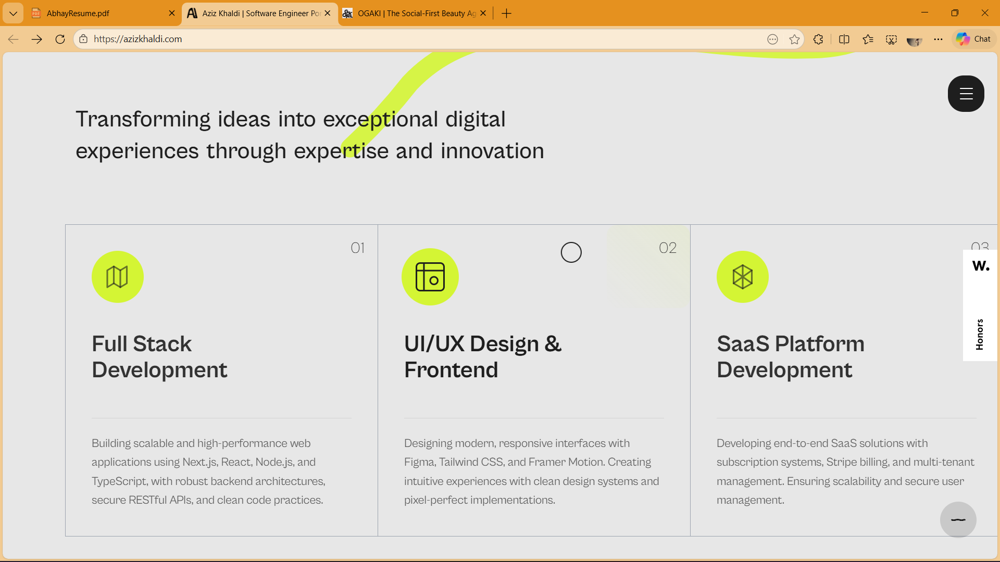 AbhayResume.pdf
Aziz Khaldi | Software Engineer Po
OGAKI | The Social-First Beauty Ag
https://azizkhaldi.com
Chat
Transforming ideas into exceptional digital
experiences through expertise and innovation
01
Full Stack
Development
Building scalable and high-performance web
applications using Next.js, React, Node.js, and
TypeScript, with robust backend architectures,
secure RESTful APIs, and clean code practices.
02
UI/UX Design &
Frontend
Designing modern, responsive interfaces with
Figma, Tailwind CSS, and Framer Motion. Creating
intuitive experiences with clean design systems and
pixel-perfect implementations.
03
SaaS Platform
Development
Developing end-to-end SaaS solutions with
subscription systems, Stripe billing, and multi-tenant
management. Ensuring scalability and secure user
management.
W.
Honors